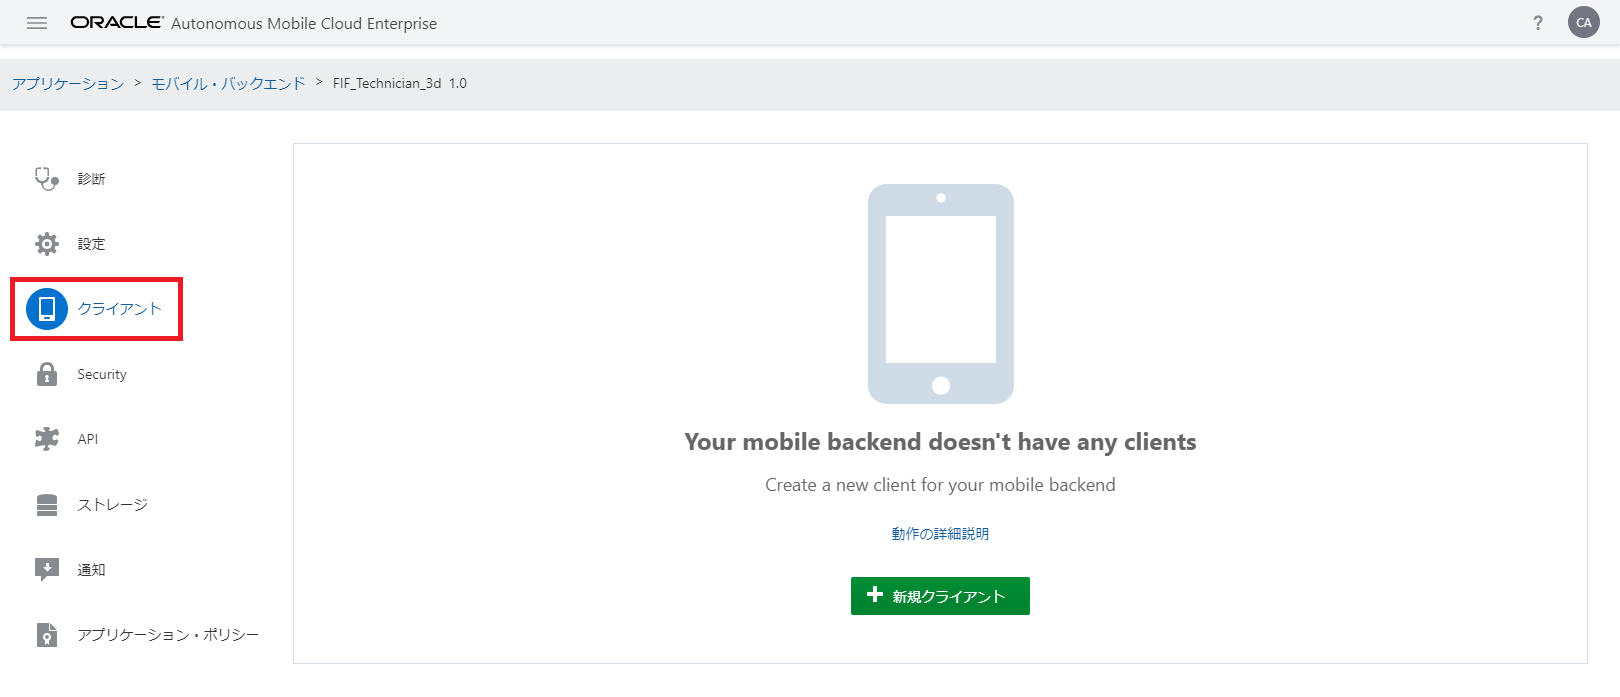 ORACLE® Autonomous Mobile Cloud Enterprise ? CA
アプリケーション > モバイル・バックエンド > FIF_Technician_3d 1.0
診断
設定
クライアント
Security
API
ストレージ
通知
アプリケーション・ポリシー
Your mobile backend doesn't have any clients
Create a new client for your mobile backend
動作の詳細説明
新規クライアント